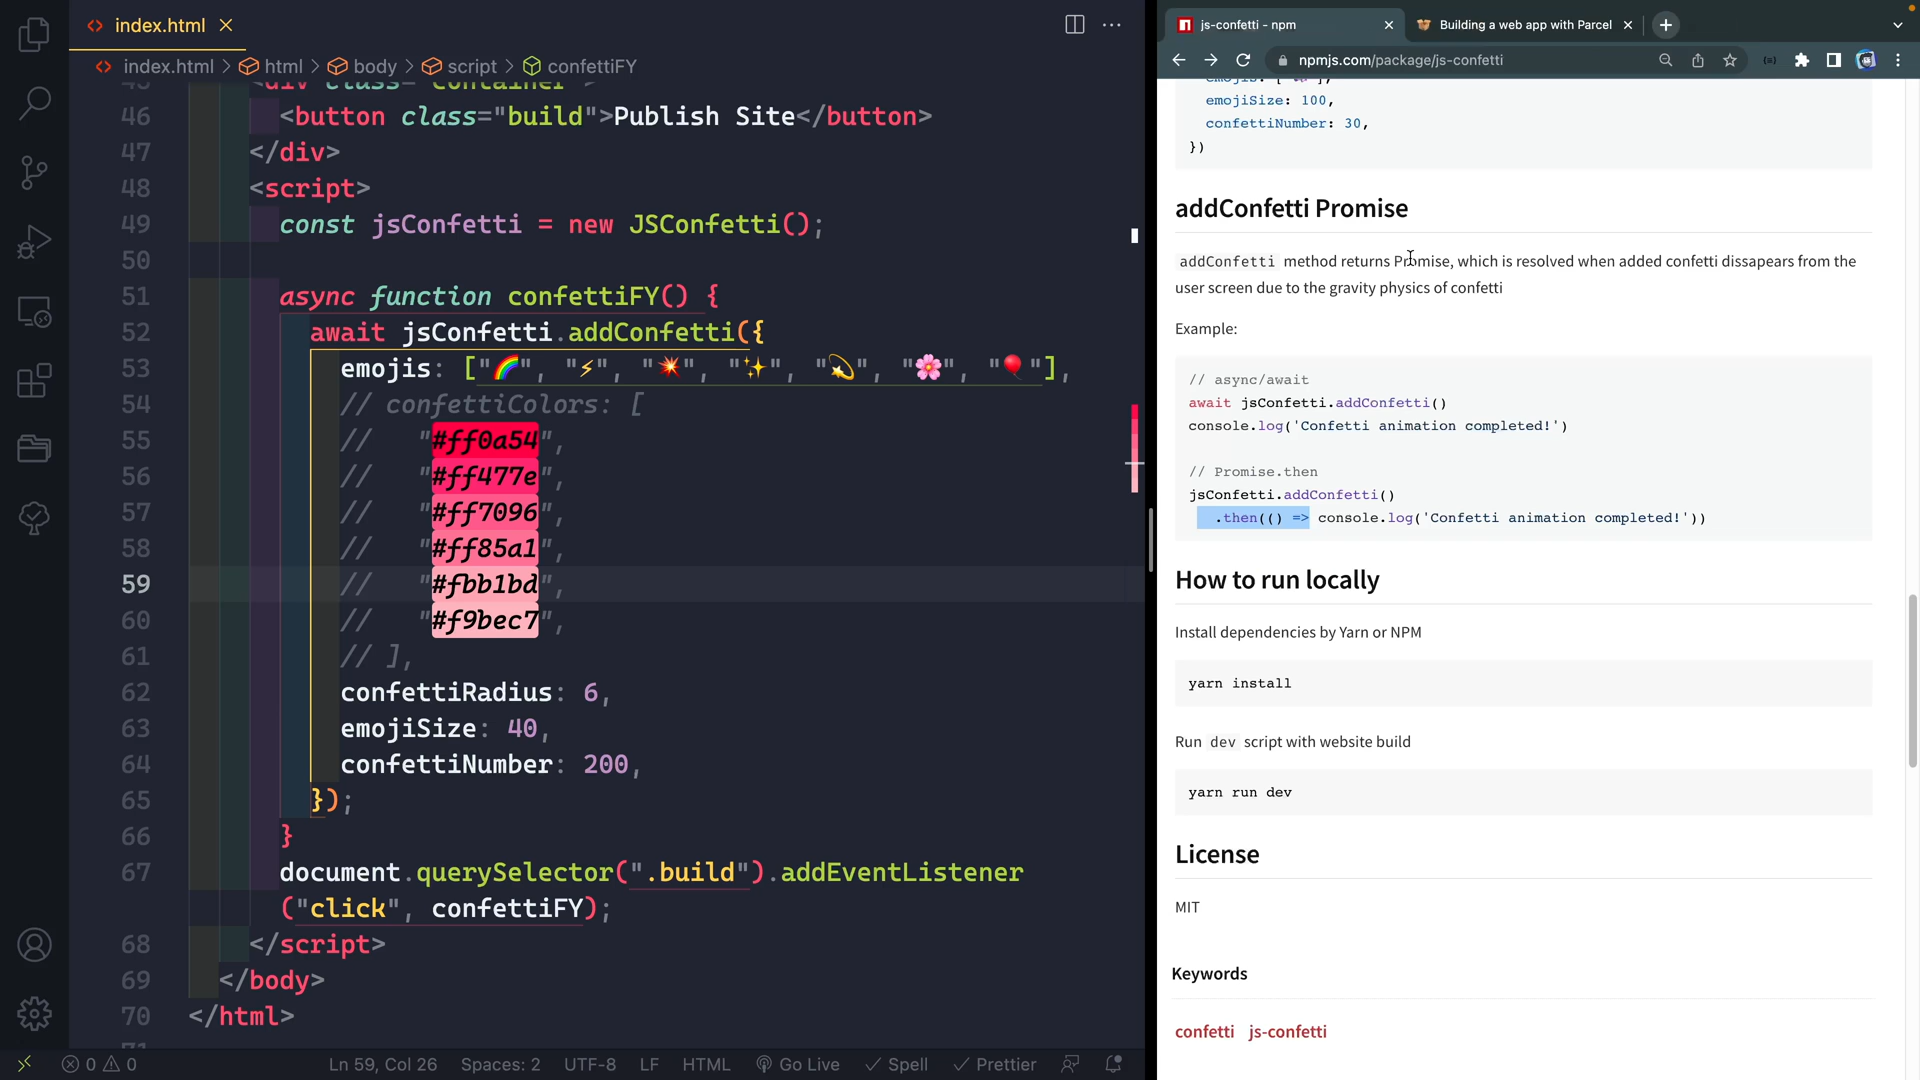 index.html
index.html > html > body > script > confettiFY
45 <div class="container">
46 <button class="build">Publish Site</button>
47 </div>
48 <script>
49 const jsConfetti = new JSConfetti();
50
51 async function confettiFY() {
52 await jsConfetti.addConfetti({
53 emojis: ["🌈", "⚡", "💥", "✨", "💫", "🌸", "🎈"],
54 // confettiColors: [
55 //    "#ff0a54",
56 //    "#ff477e",
57 //    "#ff7096",
58 //    "#ff85a1",
59 //    "#fbb1bd",
60 //    "#f9bec7",
61 // ],
62 confettiRadius: 6,
63 emojiSize: 40,
64 confettiNumber: 200,
65 });
66 }
67 document.querySelector(".build").addEventListener
("click", confettiFY);
68 </script>
69 </body>
70 </html>
71
0 0 Ln 59, Col 26 Spaces: 2 UTF-8 LF HTML Go Live Spell Prettier
js-confetti - npm
Building a web app with Parcel
npmjs.com/package/js-confetti
emojiSize: 100,
confettiNumber: 30,
})
addConfetti Promise
addConfetti method returns Promise, which is resolved when added confetti dissapears from the
user screen due to the gravity physics of confetti
Example:
// async/await
await jsConfetti.addConfetti()
console.log('Confetti animation completed!')
// Promise.then
jsConfetti.addConfetti()
.then(() => console.log('Confetti animation completed!'))
How to run locally
Install dependencies by Yarn or NPM
yarn install
Run dev script with website build
yarn run dev
License
MIT
Keywords
confetti js-confetti